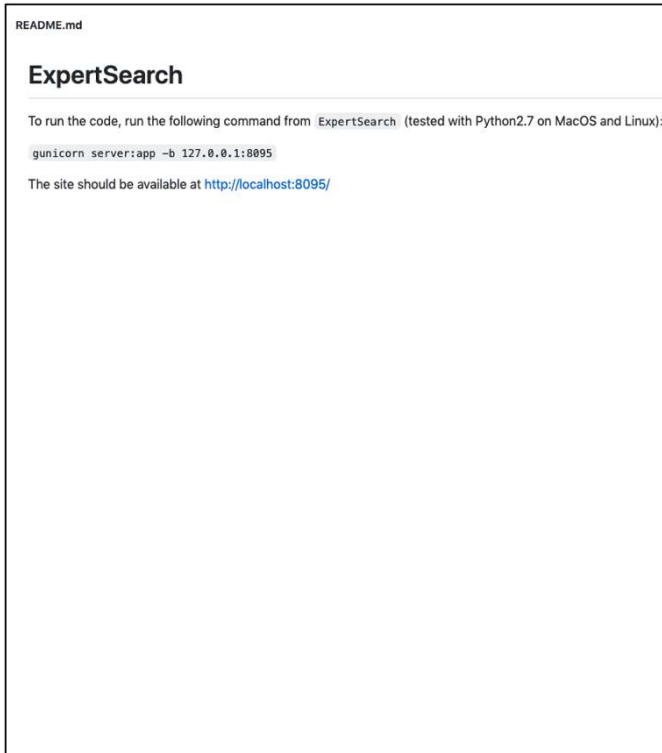 README.md
ExpertSearch
To run the code, run the following command from ExpertSearch (tested with Python2.7 on MacOS and Linux):
gunicorn server:app -b 127.0.0.1:8095
The site should be available at http://localhost:8095/